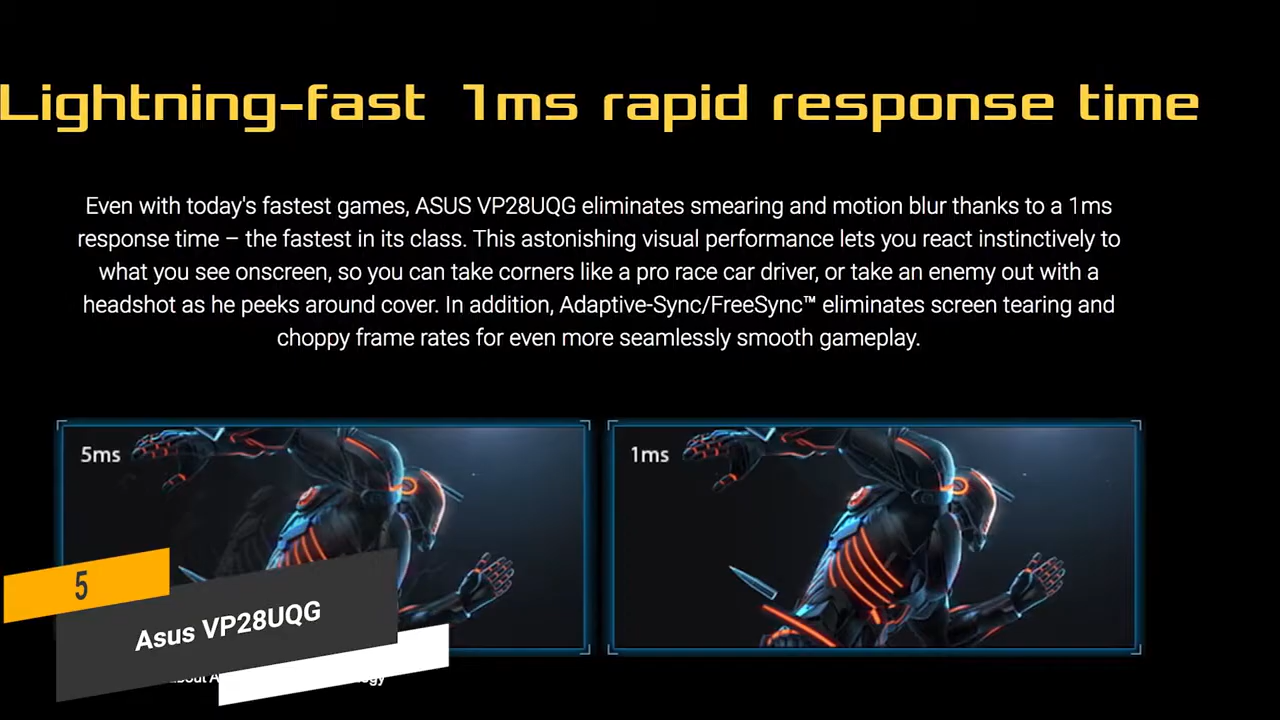 Lightning-fast 1ms rapid response time
Even with today's fastest games, ASUS VP28UQG eliminates smearing and motion blur thanks to a 1ms
response time – the fastest in its class. This astonishing visual performance lets you react instinctively to
what you see onscreen, so you can take corners like a pro race car driver, or take an enemy out with a
headshot as he peeks around cover. In addition, Adaptive-Sync/FreeSync™ eliminates screen tearing and
choppy frame rates for even more seamlessly smooth gameplay.
5ms
1ms
5
Asus VP28UQG